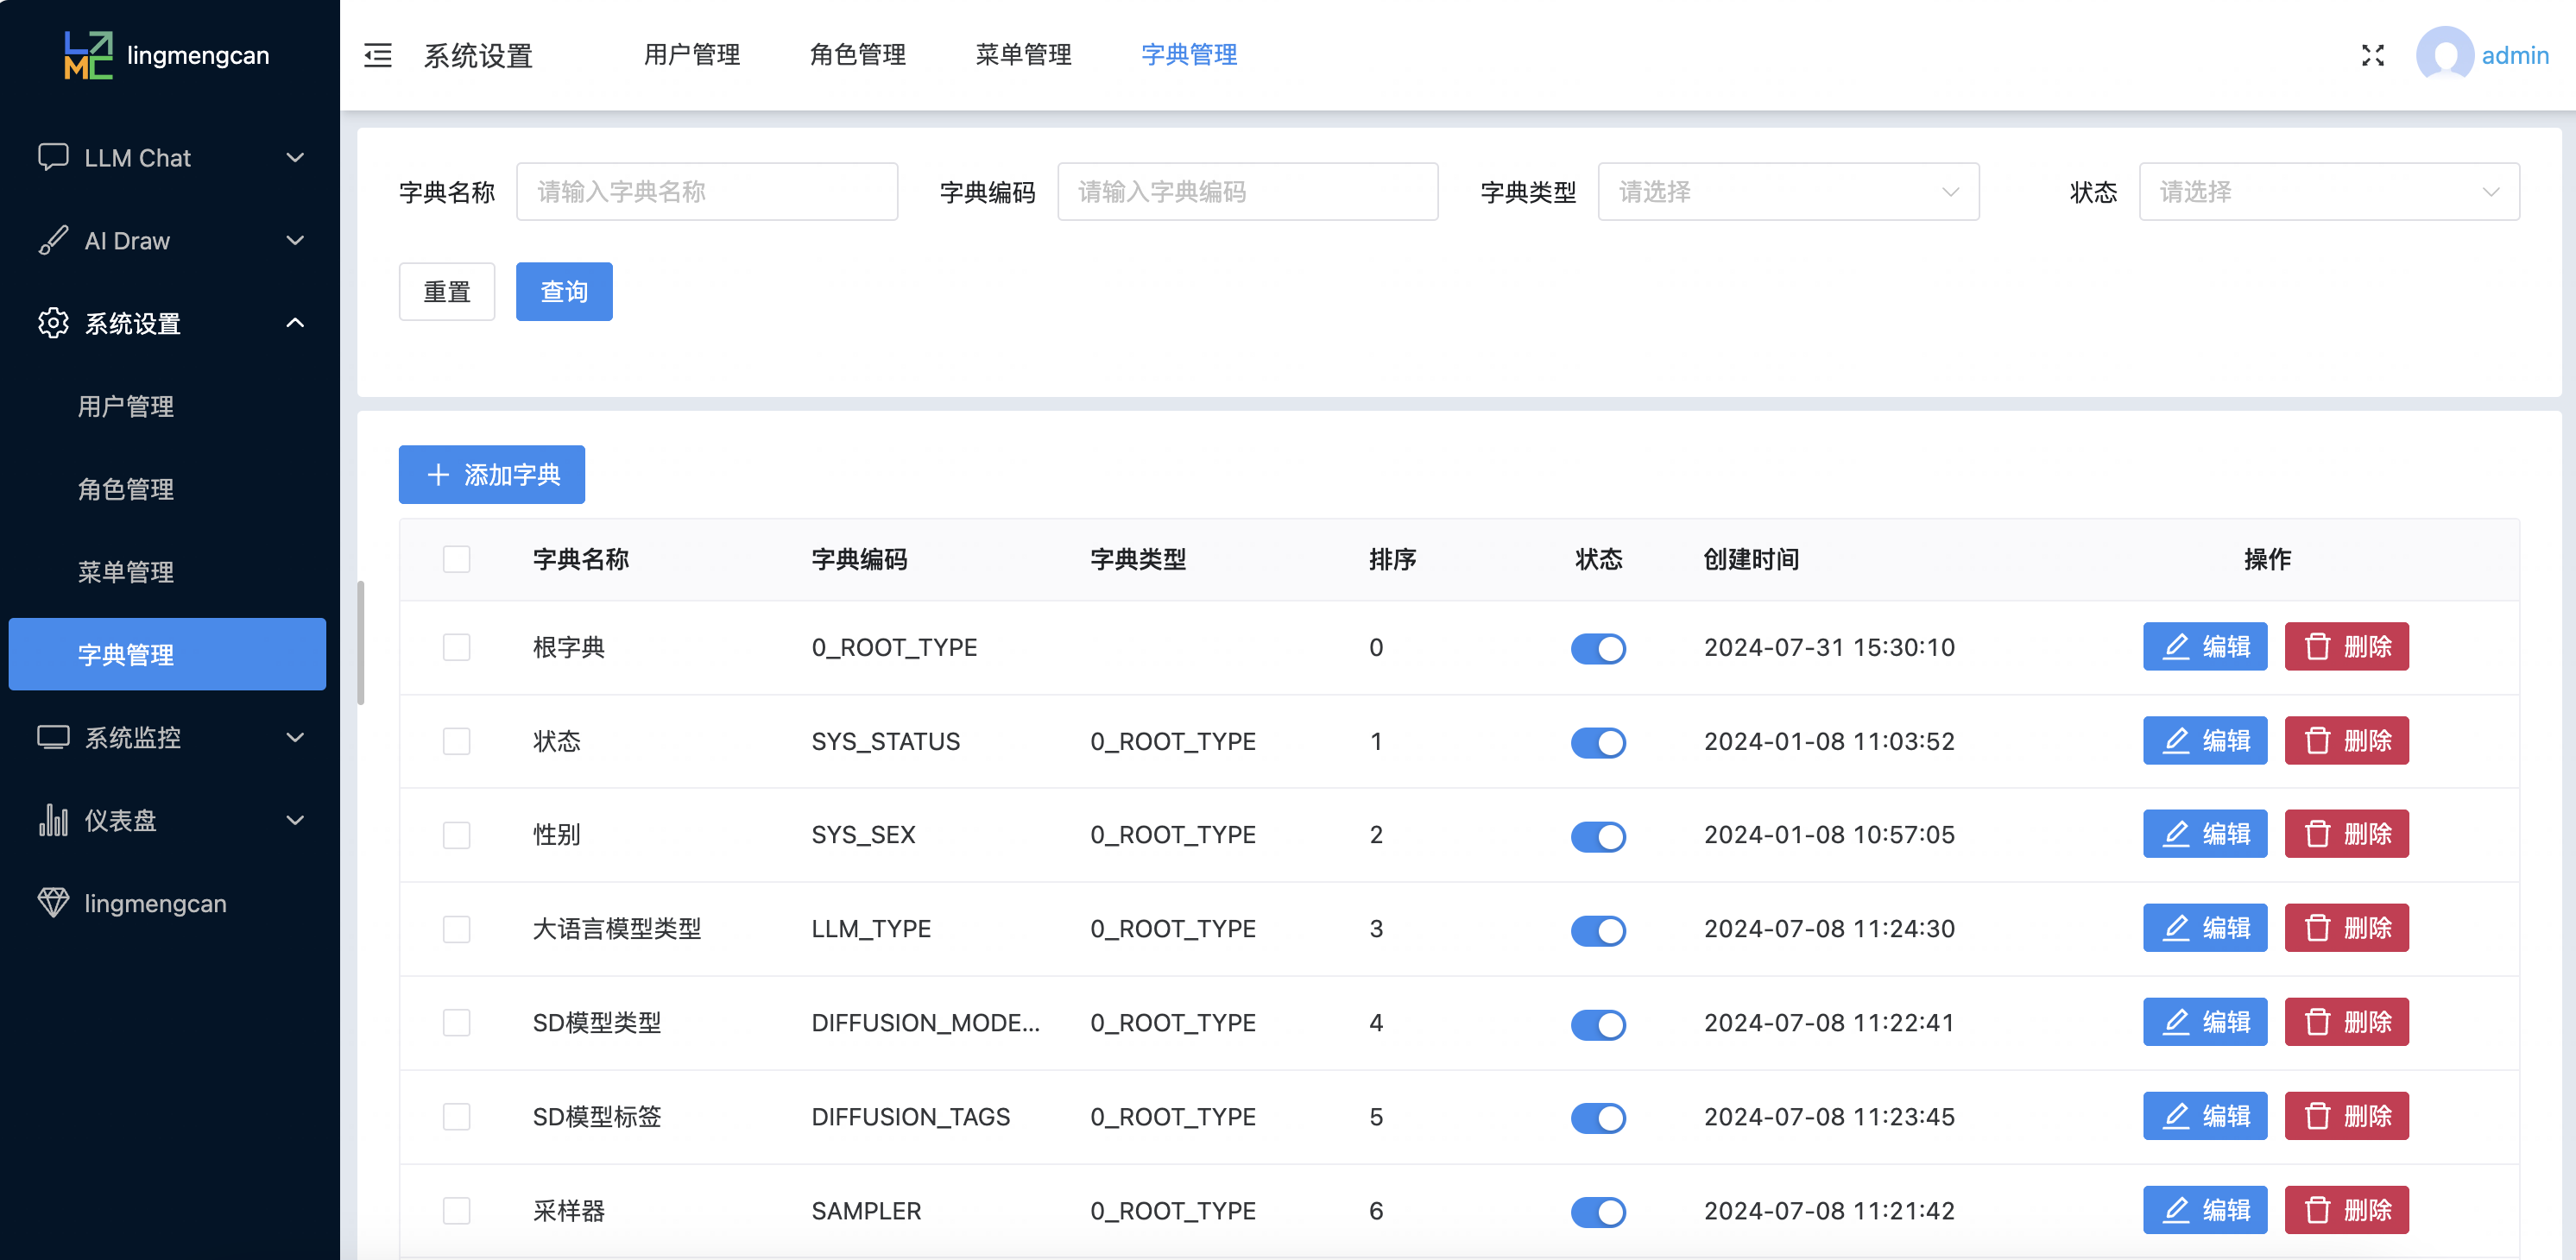 lingmengcan
系统设置 用户管理 角色管理 菜单管理 字典管理 admin
LLM Chat
AI Draw
系统设置
用户管理
角色管理
菜单管理
字典管理
系统监控
仪表盘
lingmengcan
字典名称 请输入字典名称 字典编码 请输入字典编码 字典类型 请选择 状态 请选择
重置 查询
添加字典
字典名称 字典编码 字典类型 排序 状态 创建时间 操作
根字典 0_ROOT_TYPE 0 2024-07-31 15:30:10 编辑 删除
状态 SYS_STATUS 0_ROOT_TYPE 1 2024-01-08 11:03:52 编辑 删除
性别 SYS_SEX 0_ROOT_TYPE 2 2024-01-08 10:57:05 编辑 删除
大语言模型类型 LLM_TYPE 0_ROOT_TYPE 3 2024-07-08 11:24:30 编辑 删除
SD模型类型 DIFFUSION_MODE... 0_ROOT_TYPE 4 2024-07-08 11:22:41 编辑 删除
SD模型标签 DIFFUSION_TAGS 0_ROOT_TYPE 5 2024-07-08 11:23:45 编辑 删除
采样器 SAMPLER 0_ROOT_TYPE 6 2024-07-08 11:21:42 编辑 删除